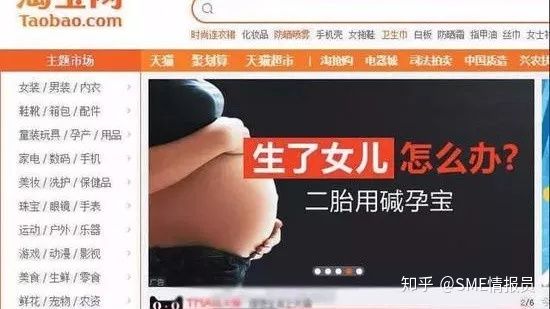 淘宝网
Taobao.com
时尚连衣裙 化妆品 防晒喷雾 手机壳 女拖鞋 卫生巾 白板 防晒霜 指甲油 丝巾 女士
主题市场 天猫 聚划算 天猫超市 | 淘抢购 电器城 司法拍卖 中国质造 兴农
女装 / 男装 / 内衣
鞋靴 / 箱包 / 配件
童装玩具 / 孕产 / 用品
家电 / 数码 / 手机
美妆 / 洗护 / 保健品
珠宝 / 眼镜 / 手表
运动 / 户外 / 乐器
游戏 / 动漫 / 影视
美食 / 生鲜 / 零食
鲜花 / 宠物 / 农资
生了女儿 怎么办?
二胎用碱孕宝
广告
2/6
知乎 @SME情报员